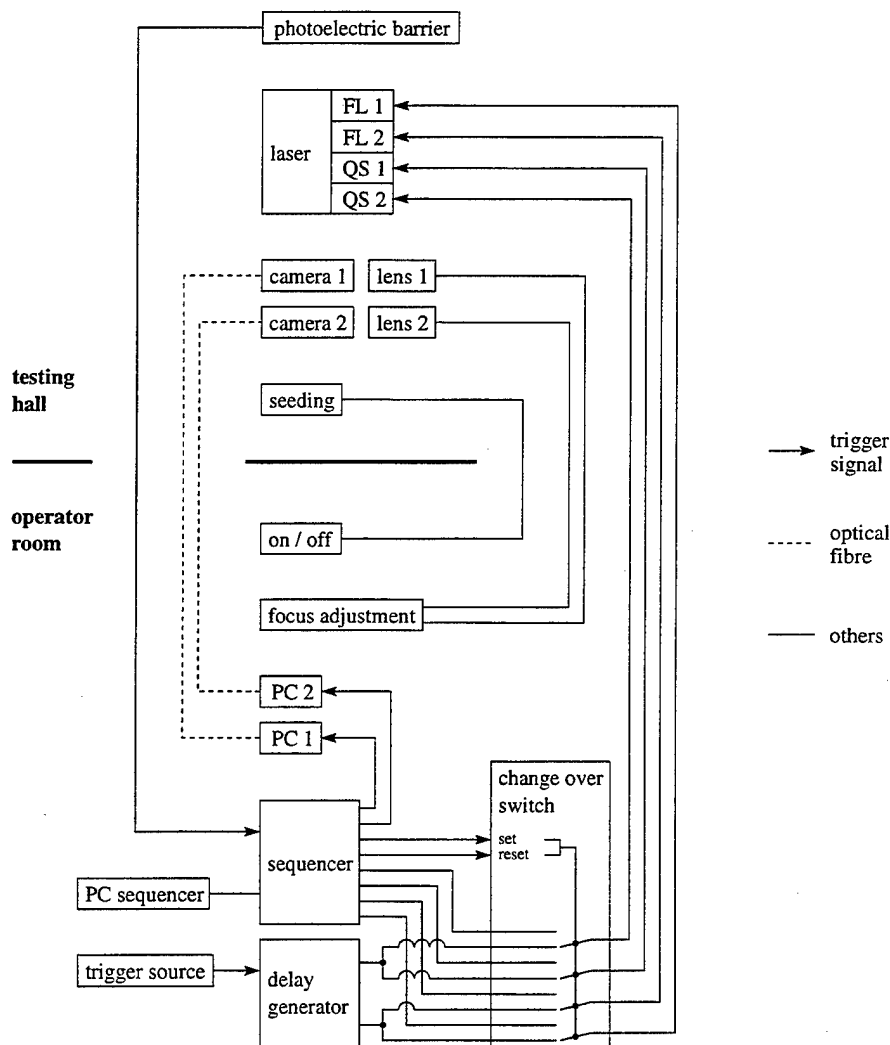 photoelectric barrier
laser
FL 1
FL 2
QS 1
QS 2
camera 1
lens 1
camera 2
lens 2
testing
hall
seeding
trigger
signal
operator
room
on / off
optical
fibre
focus adjustment
others
PC 2
PC 1
change over
switch
set
reset
sequencer
PC sequencer
trigger source
delay
generator